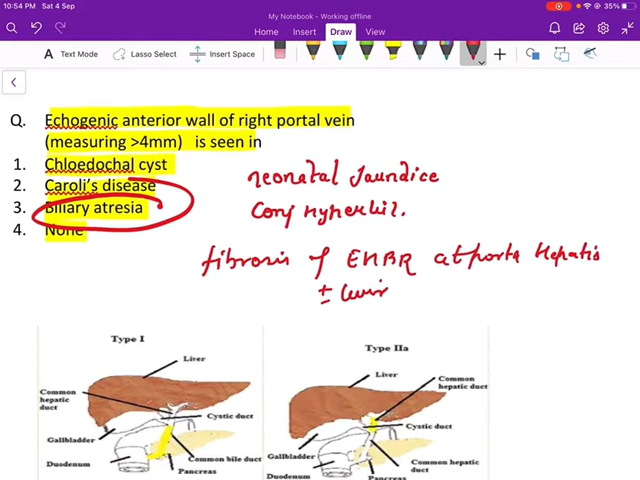 10:54 PM Sat 4 Sep
My Notebook - Working offline
35%
Home Insert Draw View
A Text Mode Lasso Select Insert Space
Q. Echogenic anterior wall of right portal vein
(measuring >4mm) is seen in
1. Chloedochal cyst
2. Caroli's disease
3. Biliary atresia
4. None
neonatal Jaundice
Conj Hyperbil.
fibrosis of EHBR at porta Hepatis
±
Type I
Liver
Common
hepatic
duct
Cystic duct
Gallbladder
Common bile duct
Duodenum
Pancreas
Type IIa
Liver
Common
hepatic duct
Cystic duct
Gallbladder
Common
hepatic duct
Duodenum
Pancreas